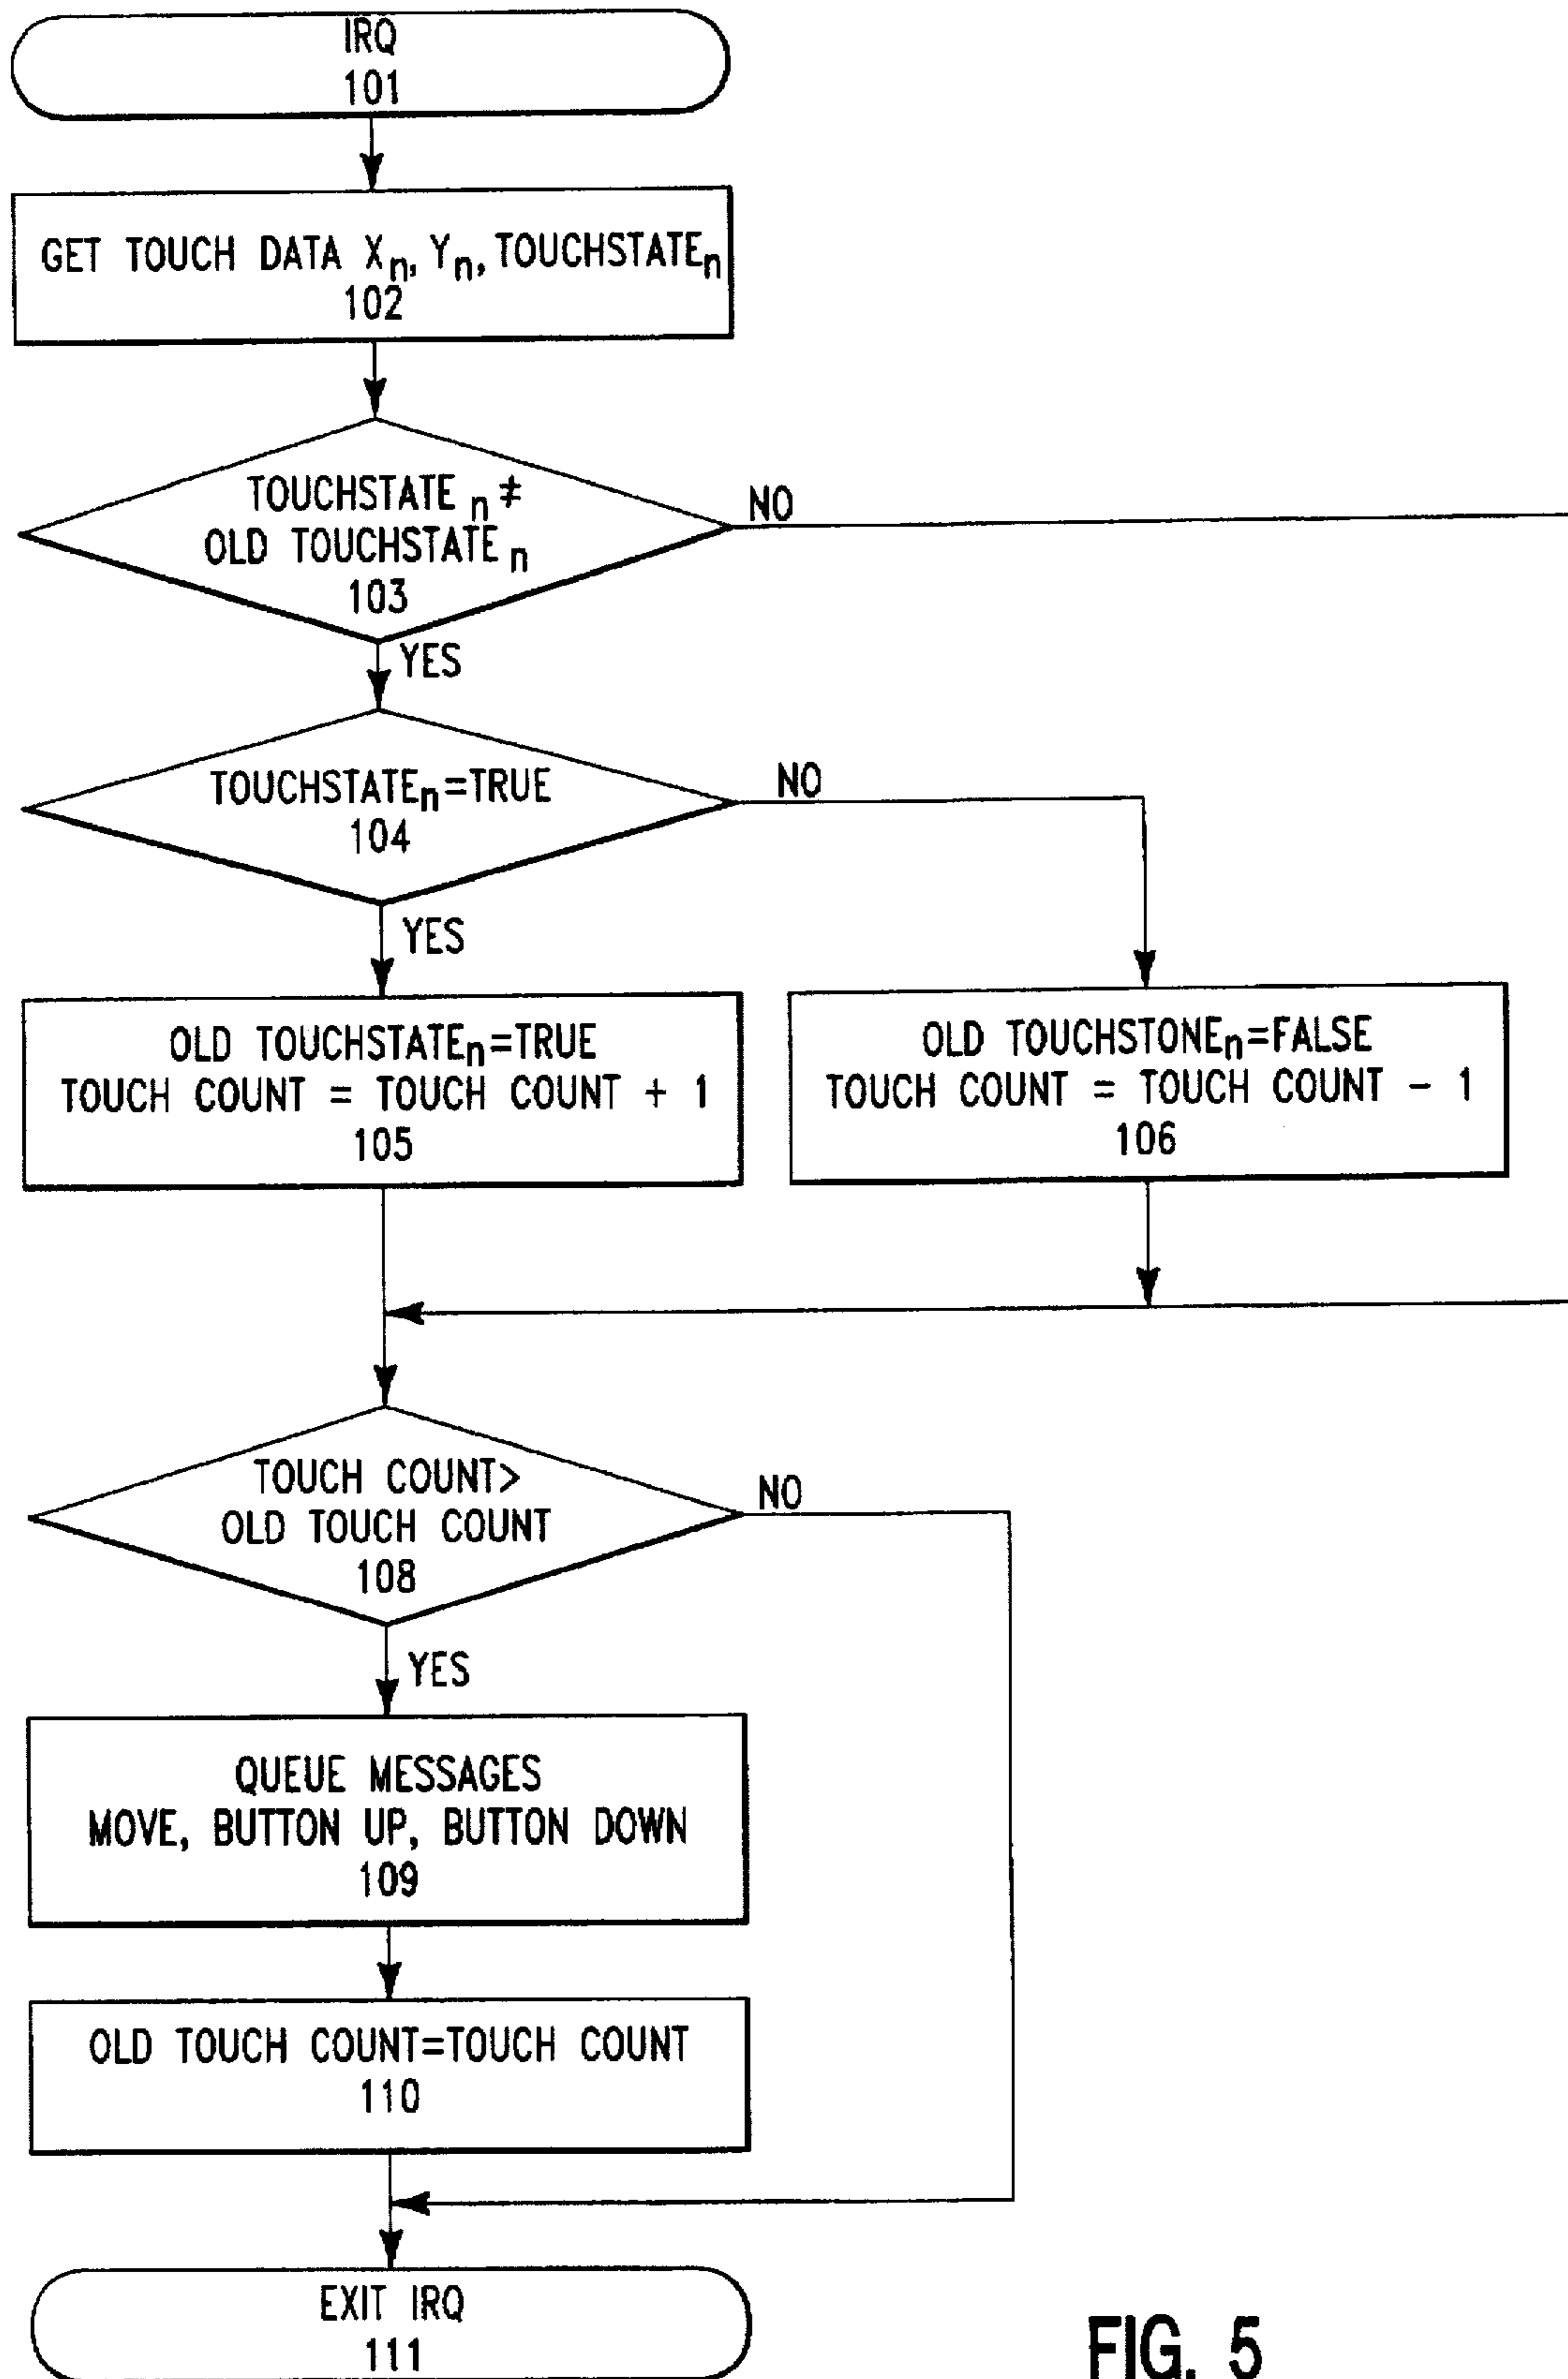 IRQ
101
GET TOUCH DATA Xn, Yn, TOUCHSTATEn
102
TOUCHSTATE n ≠
OLD TOUCHSTATE n
103
NO
YES
TOUCHSTATEn=TRUE
104
NO
YES
OLD TOUCHSTATEn=TRUE
TOUCH COUNT = TOUCH COUNT + 1
105
OLD TOUCHSTONEn=FALSE
TOUCH COUNT = TOUCH COUNT - 1
106
TOUCH COUNT>
OLD TOUCH COUNT
108
NO
YES
QUEUE MESSAGES
MOVE, BUTTON UP, BUTTON DOWN
109
OLD TOUCH COUNT=TOUCH COUNT
110
EXIT IRQ
111
FIG. 5